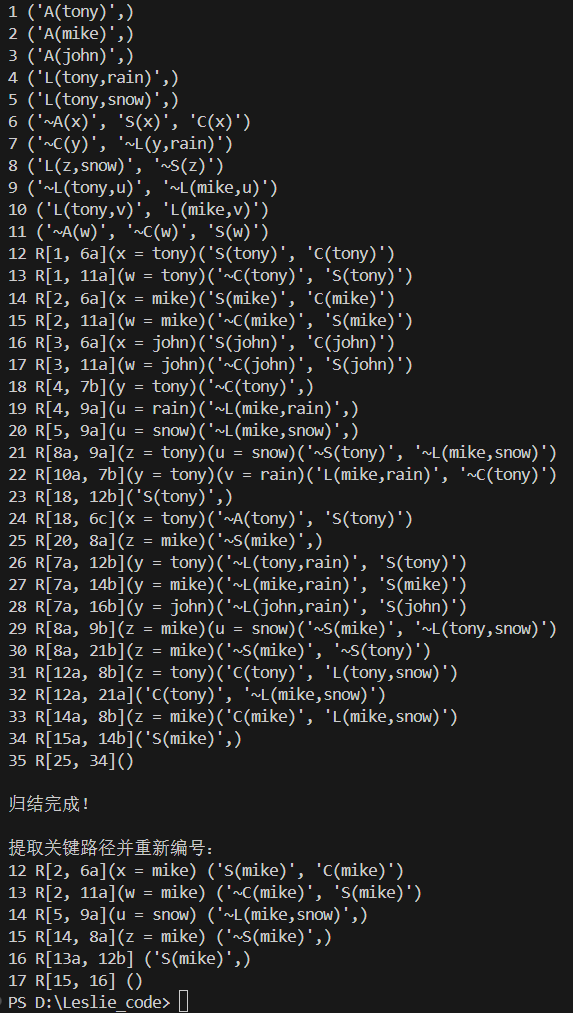 1 ('A(tony)',)
2 ('A(mike)',)
3 ('A(john)',)
4 ('L(tony,rain)',)
5 ('L(tony,snow)',)
6 ('~A(x)', 'S(x)', 'C(x)')
7 ('~C(y)', '~L(y,rain)')
8 ('L(z,snow)', '~S(z)')
9 ('~L(tony,u)', '~L(mike,u)')
10 ('L(tony,v)', 'L(mike,v)')
11 ('~A(w)', '~C(w)', 'S(w)')
12 R[1, 6a](x = tony)('S(tony)', 'C(tony)')
13 R[1, 11a](w = tony)('~C(tony)', 'S(tony)')
14 R[2, 6a](x = mike)('S(mike)', 'C(mike)')
15 R[2, 11a](w = mike)('~C(mike)', 'S(mike)')
16 R[3, 6a](x = john)('S(john)', 'C(john)')
17 R[3, 11a](w = john)('~C(john)', 'S(john)')
18 R[4, 7b](y = tony)('~C(tony)',)
19 R[4, 9a](u = rain)('~L(mike,rain)',)
20 R[5, 9a](u = snow)('~L(mike,snow)',)
21 R[8a, 9a](z = tony)(u = snow)('~S(tony)', '~L(mike,snow)')
22 R[10a, 7b](y = tony)(v = rain)('L(mike,rain)', '~C(tony)')
23 R[18, 12b]('S(tony)',)
24 R[18, 6c](x = tony)('~A(tony)', 'S(tony)')
25 R[20, 8a](z = mike)('~S(mike)',)
26 R[7a, 12b](y = tony)('~L(tony,rain)', 'S(tony)')
27 R[7a, 14b](y = mike)('~L(mike,rain)', 'S(mike)')
28 R[7a, 16b](y = john)('~L(john,rain)', 'S(john)')
29 R[8a, 9b](z = mike)(u = snow)('~S(mike)', '~L(tony,snow)')
30 R[8a, 21b](z = mike)('~S(mike)', '~S(tony)')
31 R[12a, 8b](z = tony)('C(tony)', 'L(tony,snow)')
32 R[12a, 21a]('C(tony)', '~L(mike,snow)')
33 R[14a, 8b](z = mike)('C(mike)', 'L(mike,snow)')
34 R[15a, 14b]('S(mike)',)
35 R[25, 34]()
归结完成!
提取关键路径并重新编号:
12 R[2, 6a](x = mike) ('S(mike)', 'C(mike)')
13 R[2, 11a](w = mike) ('~C(mike)', 'S(mike)')
14 R[5, 9a](u = snow) ('~L(mike,snow)',)
15 R[14, 8a](z = mike) ('~S(mike)',)
16 R[13a, 12b] ('S(mike)',)
17 R[15, 16] ()
PS D:\Leslie_code>